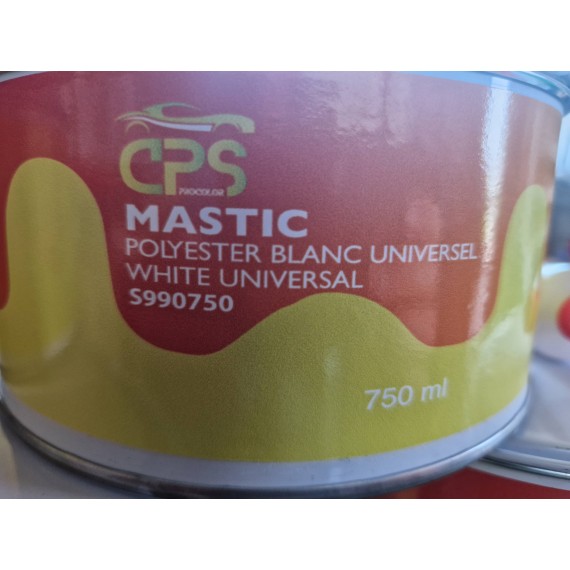 CPS
PROCOLOR
MASTIC
POLYESTER BLANC UNIVERSEL
WHITE UNIVERSAL
S990750
750 ml